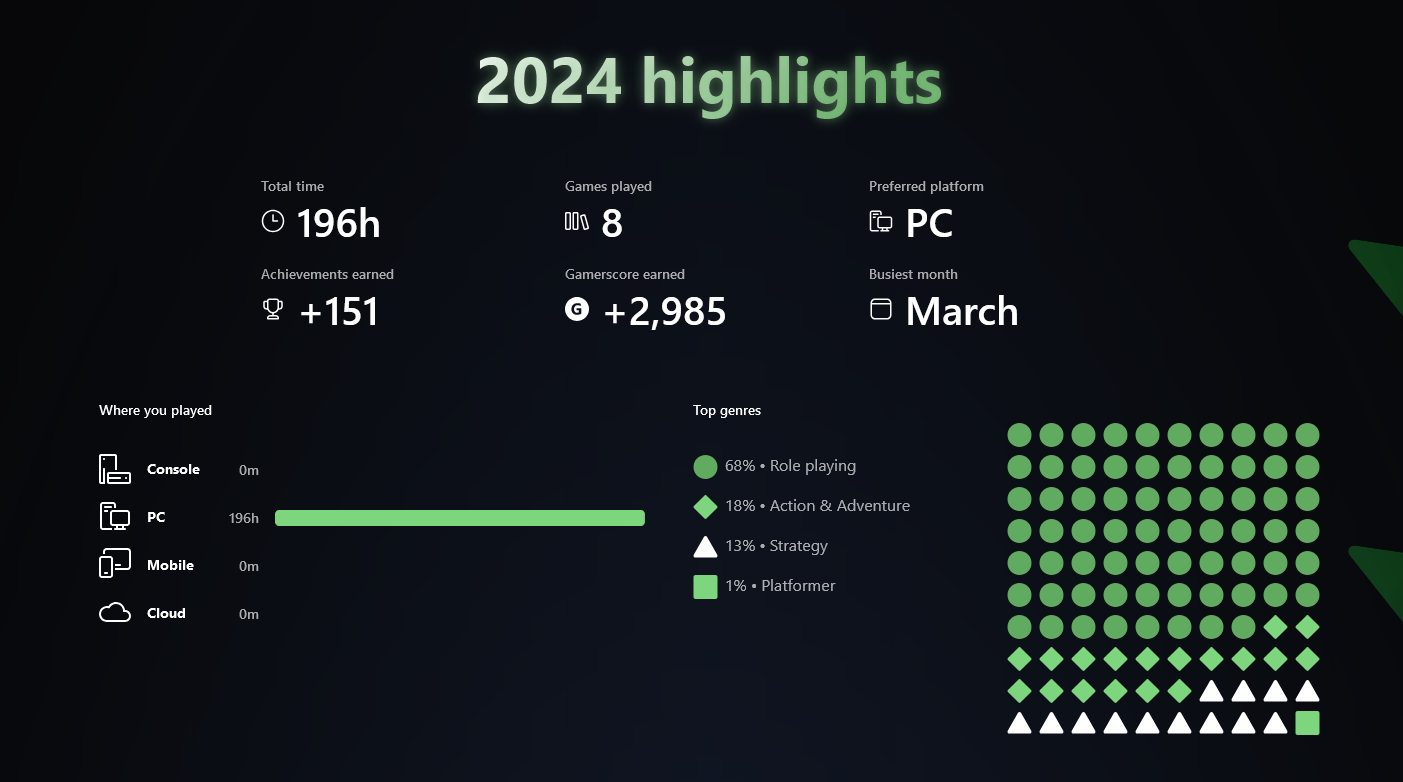 2024 highlights
Total time
196h
Games played
8
Preferred platform
PC
Achievements earned
+151
Gamerscore earned
G +2,985
Busiest month
March
Where you played
Console 0m
PC 196h
Mobile 0m
Cloud 0m
Top genres
68% • Role playing
18% • Action & Adventure
13% • Strategy
1% • Platformer